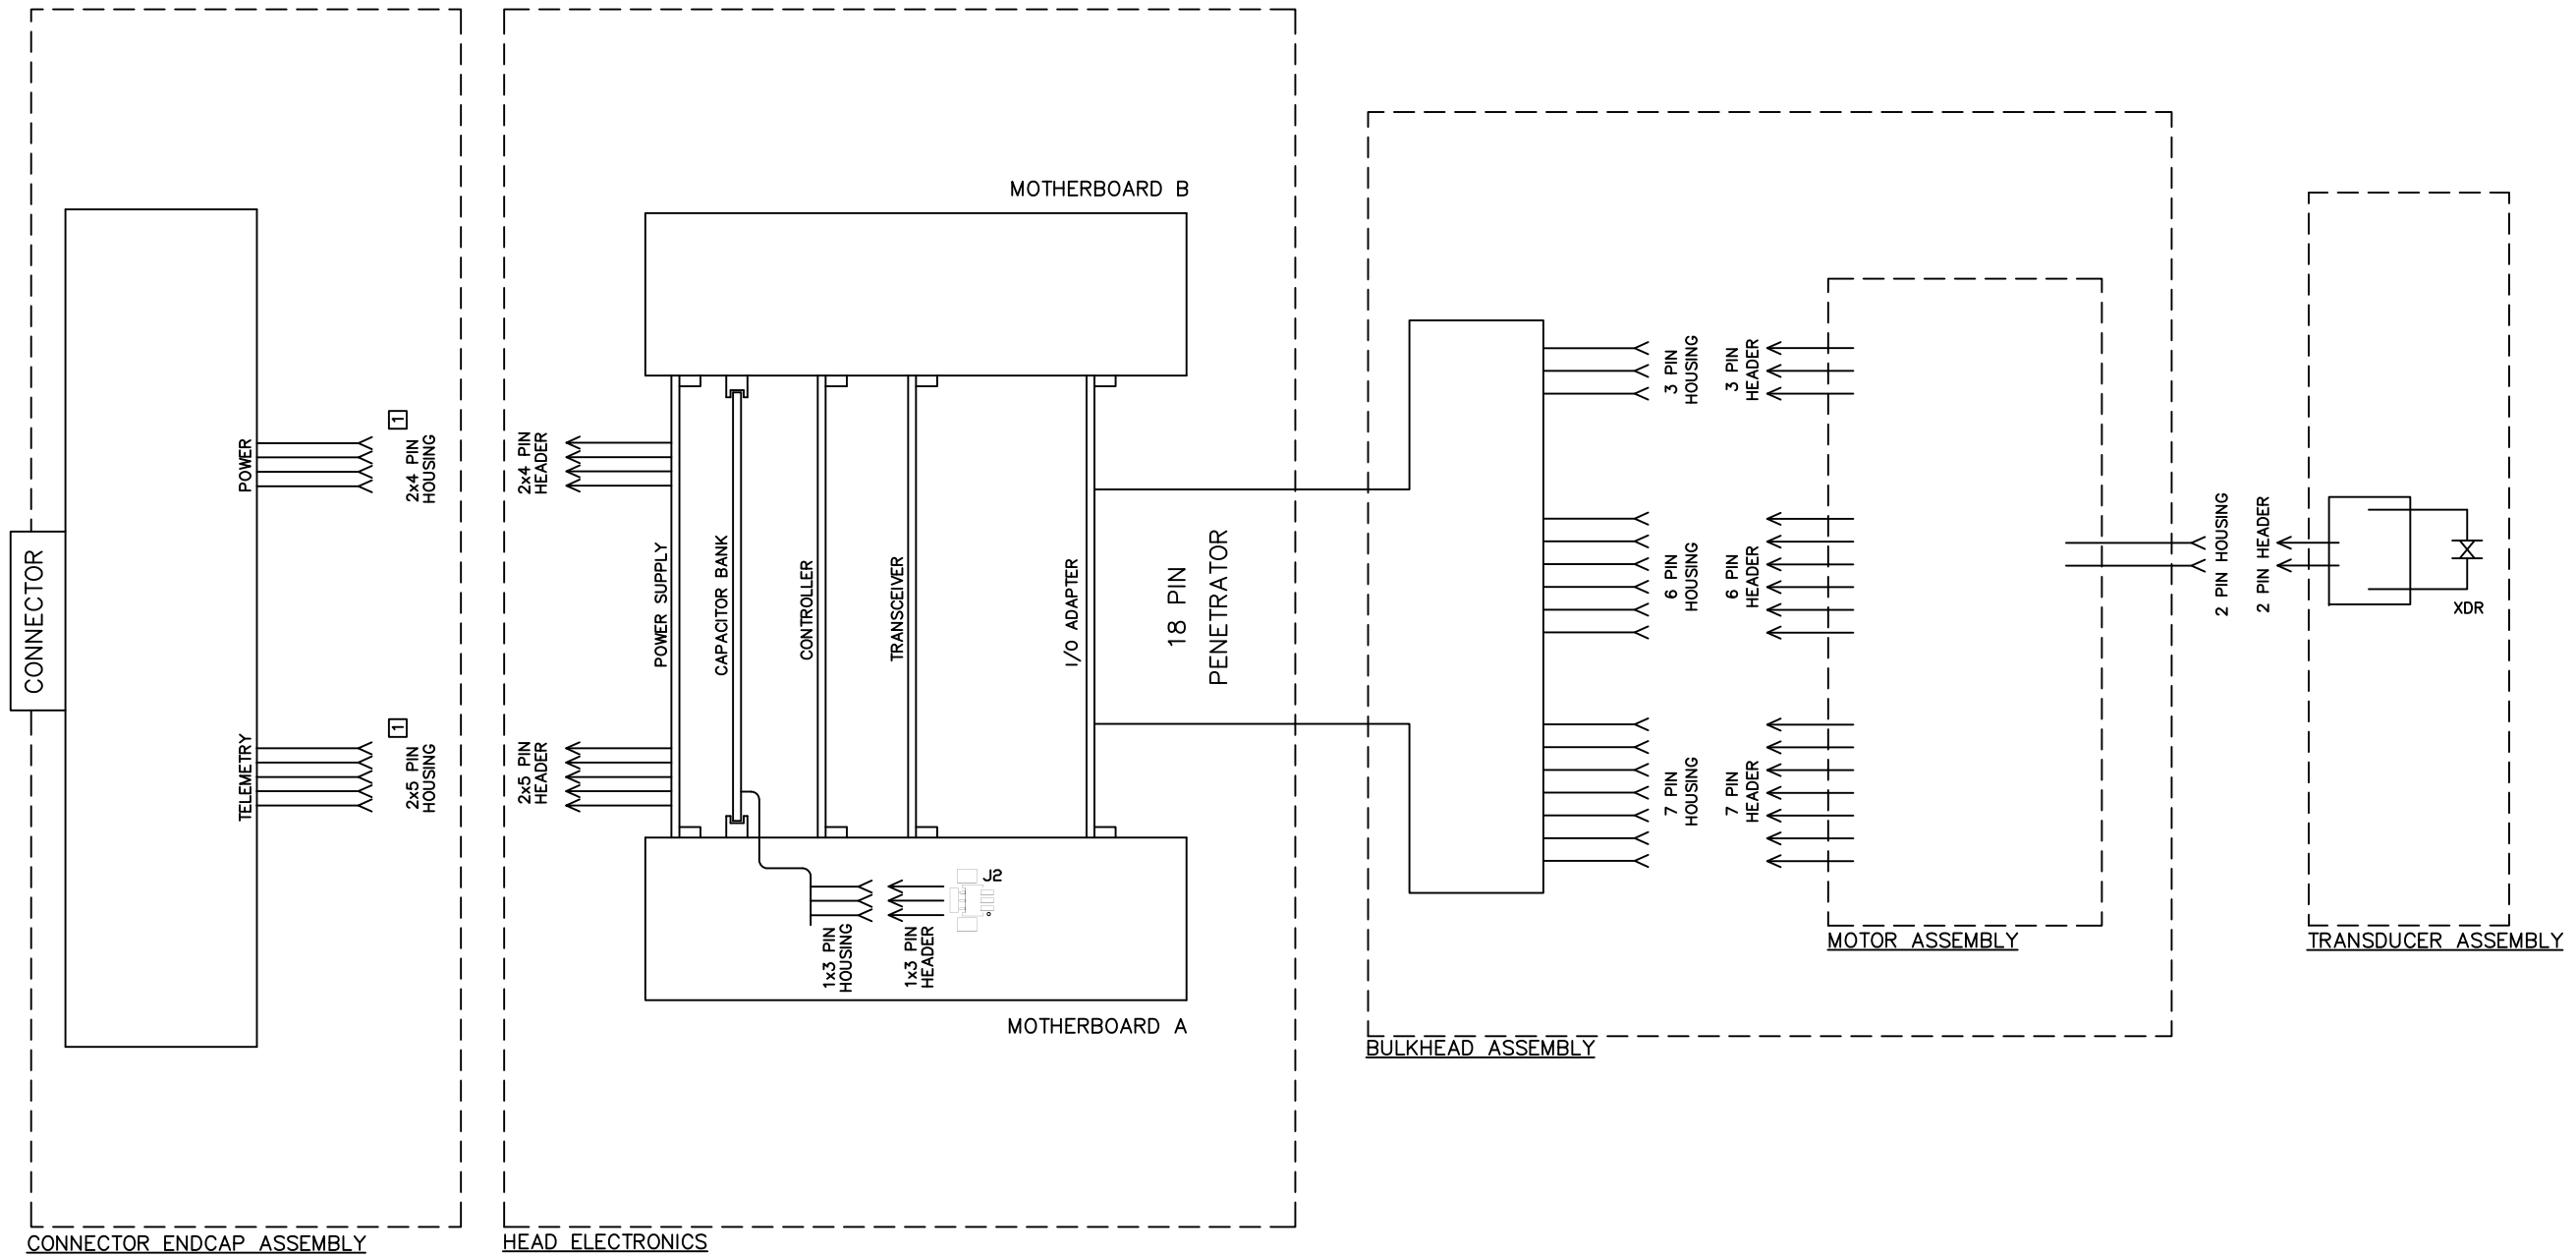 CONNECTOR
POWER
1
2x4 PIN
HOUSING
TELEMETRY
1
2x5 PIN
HOUSING
CONNECTOR ENDCAP ASSEMBLY
MOTHERBOARD B
2x4 PIN
HEADER
2x5 PIN
HEADER
POWER SUPPLY
CAPACITOR BANK
CONTROLLER
TRANSCEIVER
I/O ADAPTER
18 PIN
PENETRATOR
J2
1x3 PIN
HOUSING
1x3 PIN
HEADER
MOTHERBOARD A
HEAD ELECTRONICS
3 PIN
HOUSING
3 PIN
HEADER
6 PIN
HOUSING
6 PIN
HEADER
7 PIN
HOUSING
7 PIN
HEADER
MOTOR ASSEMBLY
BULKHEAD ASSEMBLY
2 PIN HOUSING
2 PIN HEADER
XDR
TRANSDUCER ASSEMBLY